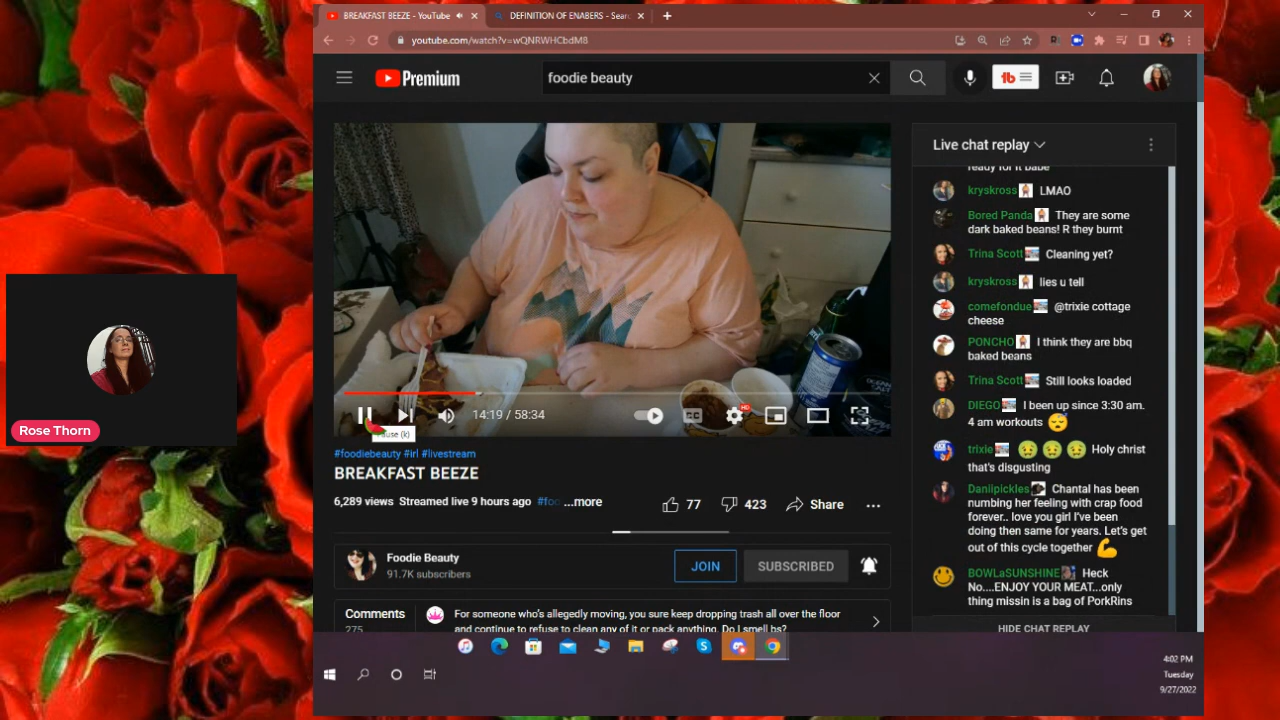 BREAKFAST BEEZE - YouTube
DEFINITION OF ENABERS - Sear
youtube.com/watch?v=wQNRWHCbdM8
Premium
foodie beauty
Live chat replay
ready for it babe
kryskross LMAO
Bored Panda They are some
dark baked beans! R they burnt
Trina Scott Cleaning yet?
kryskross lies u tell
comefondue @trixie cottage
cheese
PONCHO I think they are bbq
baked beans
Trina Scott Still looks loaded
DIEGO I been up since 3:30 am.
4 am workouts
trixie Holy christ
that's disgusting
Daniipickles Chantal has been
numbing her feeling with crap food
forever.. love you girl I've been
doing then same for years. Let's get
out of this cycle together
BOWLaSUNSHINE Heck
No....ENJOY YOUR MEAT...only
thing missin is a bag of PorkRins
HIDE CHAT REPLAY
14:19 / 58:34
CC
HD
Pause (k)
#foodiebeauty #irl #livestream
BREAKFAST BEEZE
6,289 views Streamed live 9 hours ago #foo ...more
77
423
Share
Foodie Beauty
91.7K subscribers
JOIN
SUBSCRIBED
Comments
275
For someone who's allegedly moving, you sure keep dropping trash all over the floor
and continue to refuse to clean any of it or pack anything. Do I smell bs?
Rose Thorn
4:02 PM
Tuesday
9/27/2022